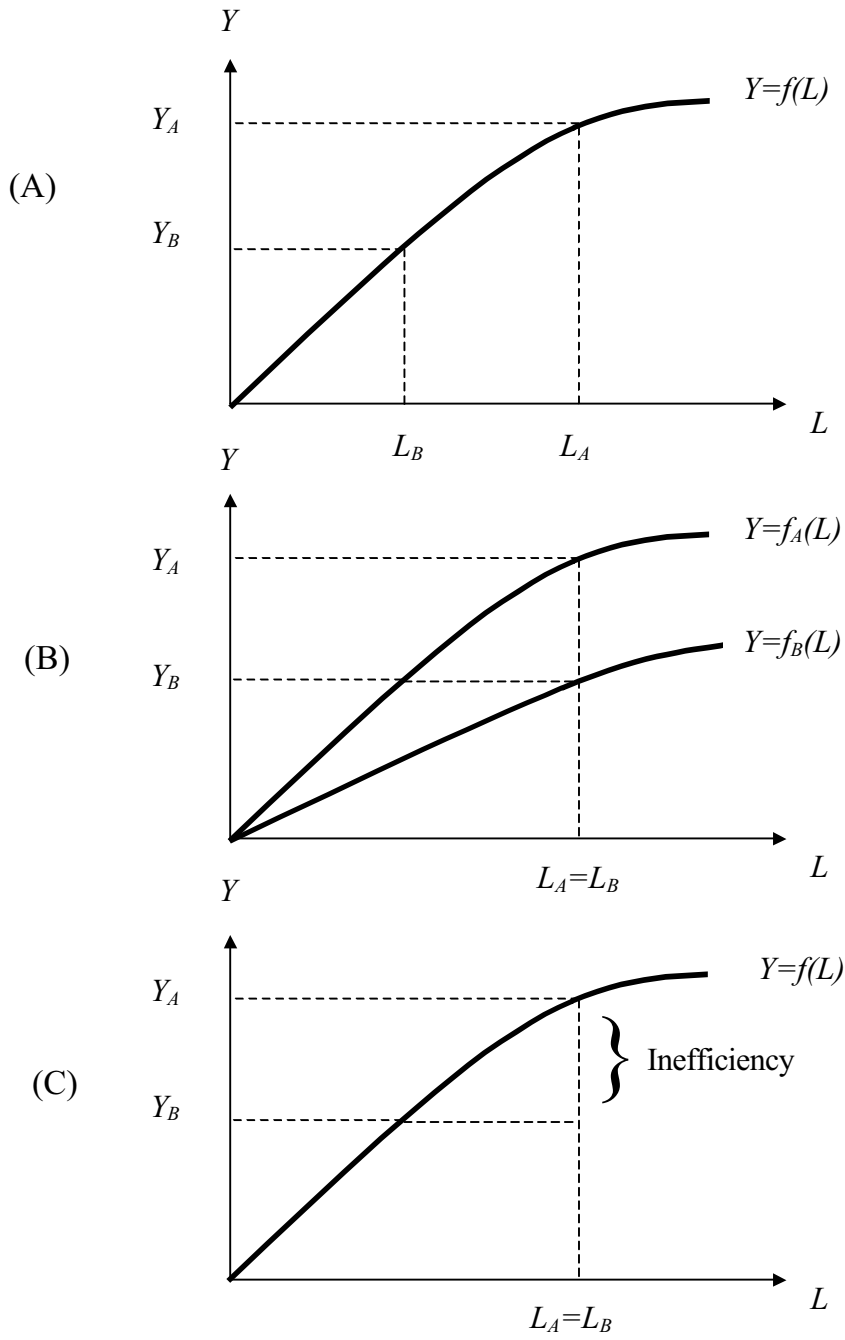 Y
Y=f(L)
Y_A
(A)
Y_B
L
L_B
L_A
Y
Y=f_A(L)
Y_A
Y=f_B(L)
(B)
Y_B
L
L_A=L_B
Y
Y=f(L)
Y_A
Inefficiency
(C)
Y_B
L
L_A=L_B